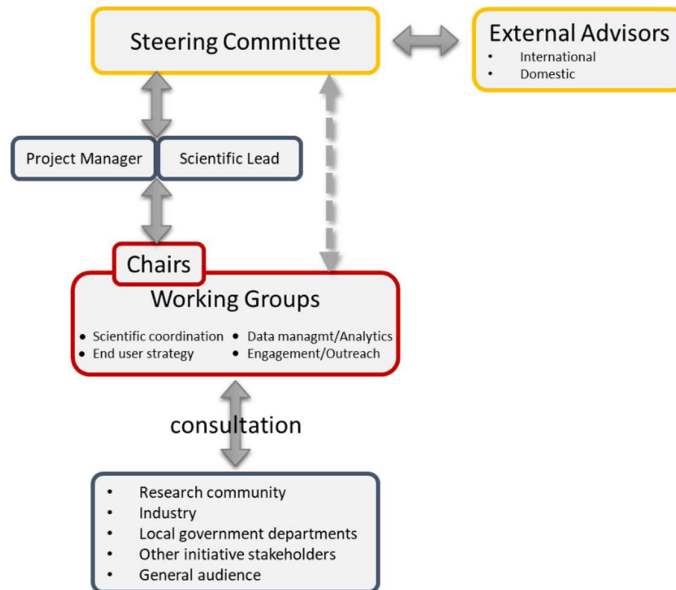 Steering Committee
External Advisors
• International
• Domestic
Project Manager
Scientific Lead
Chairs
Working Groups
• Scientific coordination
• End user strategy
• Data managmt/Analytics
• Engagement/Outreach
consultation
• Research community
• Industry
• Local government departments
• Other initiative stakeholders
• General audience